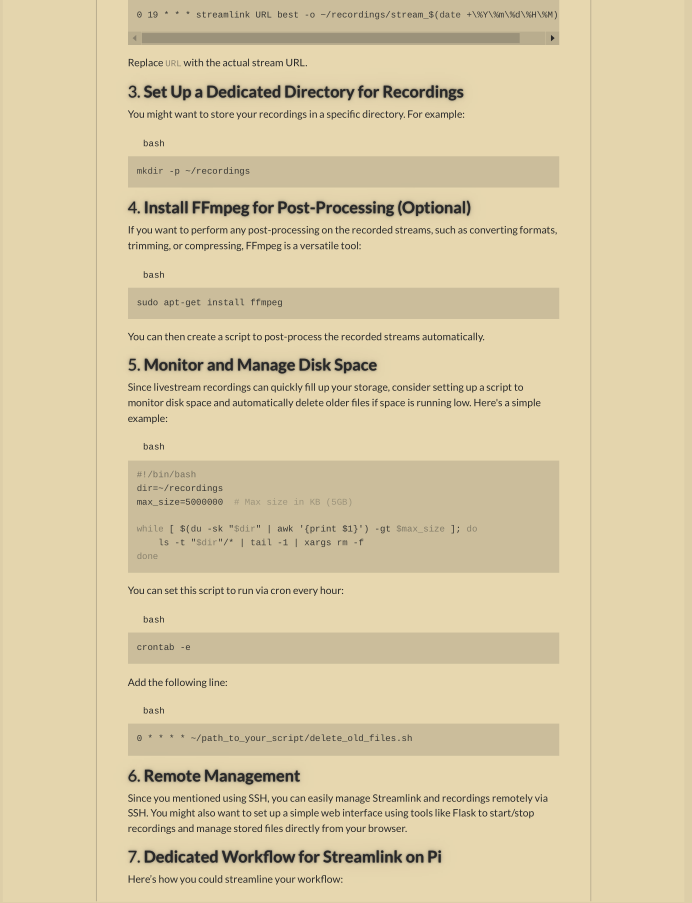 0 19 * * * streamlink URL best -o ~/recordings/stream_$(date +\%Y\%m\%d\%H\%M)
Replace URL with the actual stream URL.
3. Set Up a Dedicated Directory for Recordings
You might want to store your recordings in a specific directory. For example:
bash
mkdir -p ~/recordings
4. Install FFmpeg for Post-Processing (Optional)
If you want to perform any post-processing on the recorded streams, such as converting formats,
trimming, or compressing, FFmpeg is a versatile tool:
bash
sudo apt-get install ffmpeg
You can then create a script to post-process the recorded streams automatically.
5. Monitor and Manage Disk Space
Since livestream recordings can quickly fill up your storage, consider setting up a script to
monitor disk space and automatically delete older files if space is running low. Here's a simple
example:
bash
#!/bin/bash
dir=~/recordings
max_size=5000000  # Max size in KB (5GB)
while [ $(du -sk "$dir" | awk '{print $1}') -gt $max_size ]; do
    ls -t "$dir"/* | tail -1 | xargs rm -f
done
You can set this script to run via cron every hour:
bash
crontab -e
Add the following line:
bash
0 * * * * ~/path_to_your_script/delete_old_files.sh
6. Remote Management
Since you mentioned using SSH, you can easily manage Streamlink and recordings remotely via
SSH. You might also want to set up a simple web interface using tools like Flask to start/stop
recordings and manage stored files directly from your browser.
7. Dedicated Workflow for Streamlink on Pi
Here's how you could streamline your workflow: